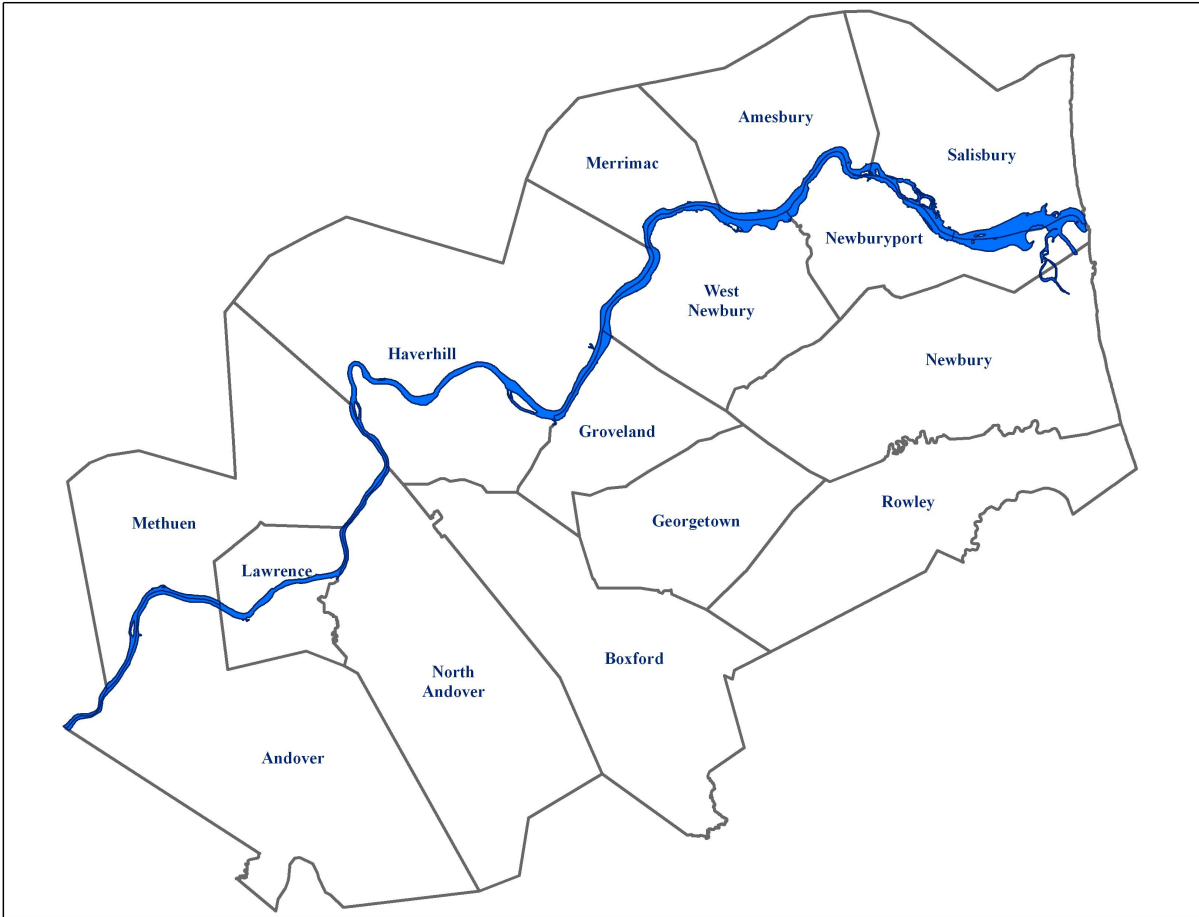 Amesbury
Salisbury
Merrimac
Newburyport
West
Newbury
Haverhill
Newbury
Groveland
Rowley
Georgetown
Methuen
Lawrence
Boxford
North
Andover
Andover